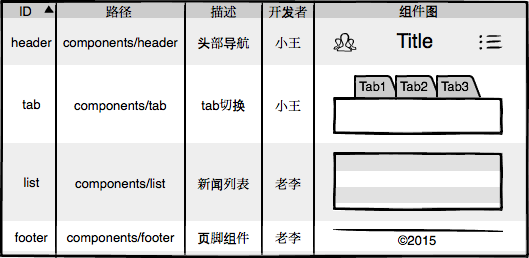 ID 路径 描述 开发者 组件图
header components/header 头部导航 小王 Title
tab components/tab tab切换 小王 Tab1 Tab2 Tab3
list components/list 新闻列表 老李
footer components/footer 页脚组件 老李 ©2015